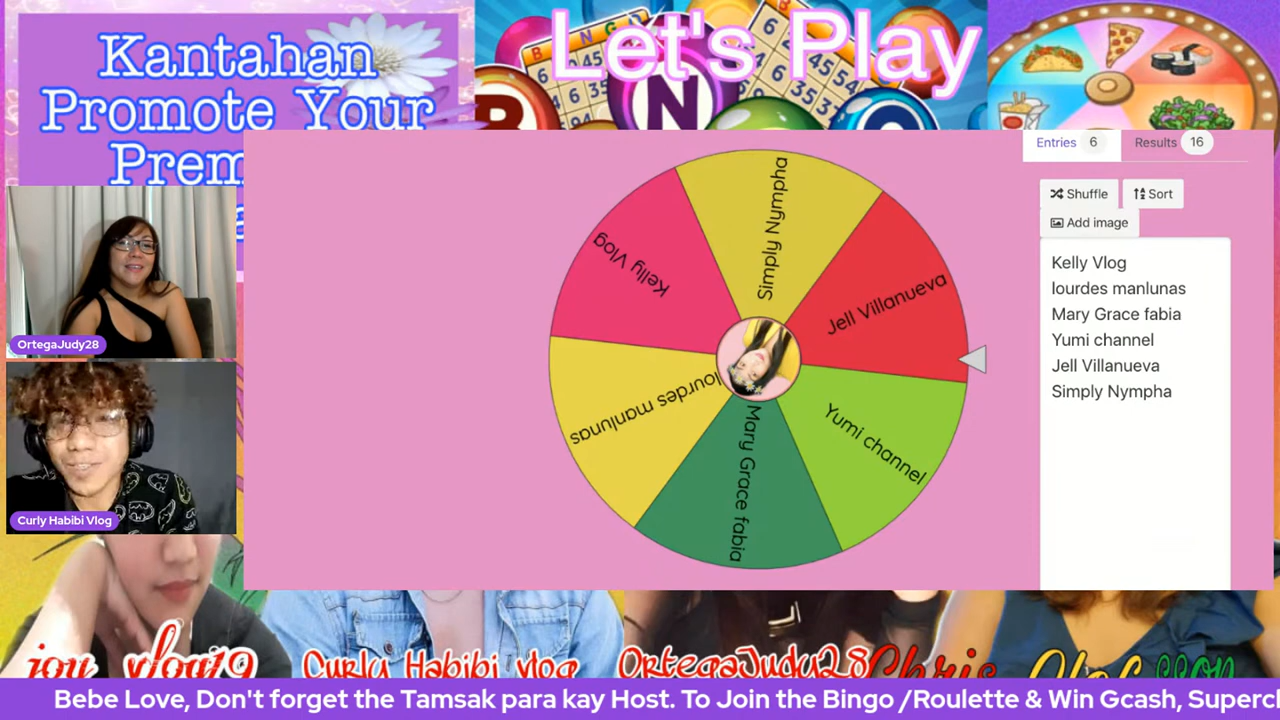 Kantahan
Promote Your
Prem
Let's Play
B N G
N
Entries 6
Results 16
Shuffle
Sort
Add image
Kelly Vlog
lourdes manlunas
Mary Grace fabia
Yumi channel
Jell Villanueva
Simply Nympha
Simply Nympha
Jell Villanueva
Yumi channel
Mary Grace fabia
lourdes manlunas
Kelly Vlog
OrtegaJudy28
Curly Habibi Vlog
joy vlog19
Curly Habibi vlog
OrtegaJudy28
Chris
Bebe Love, Don't forget the Tamsak para kay Host. To Join the Bingo /Roulette & Win Gcash, Superc